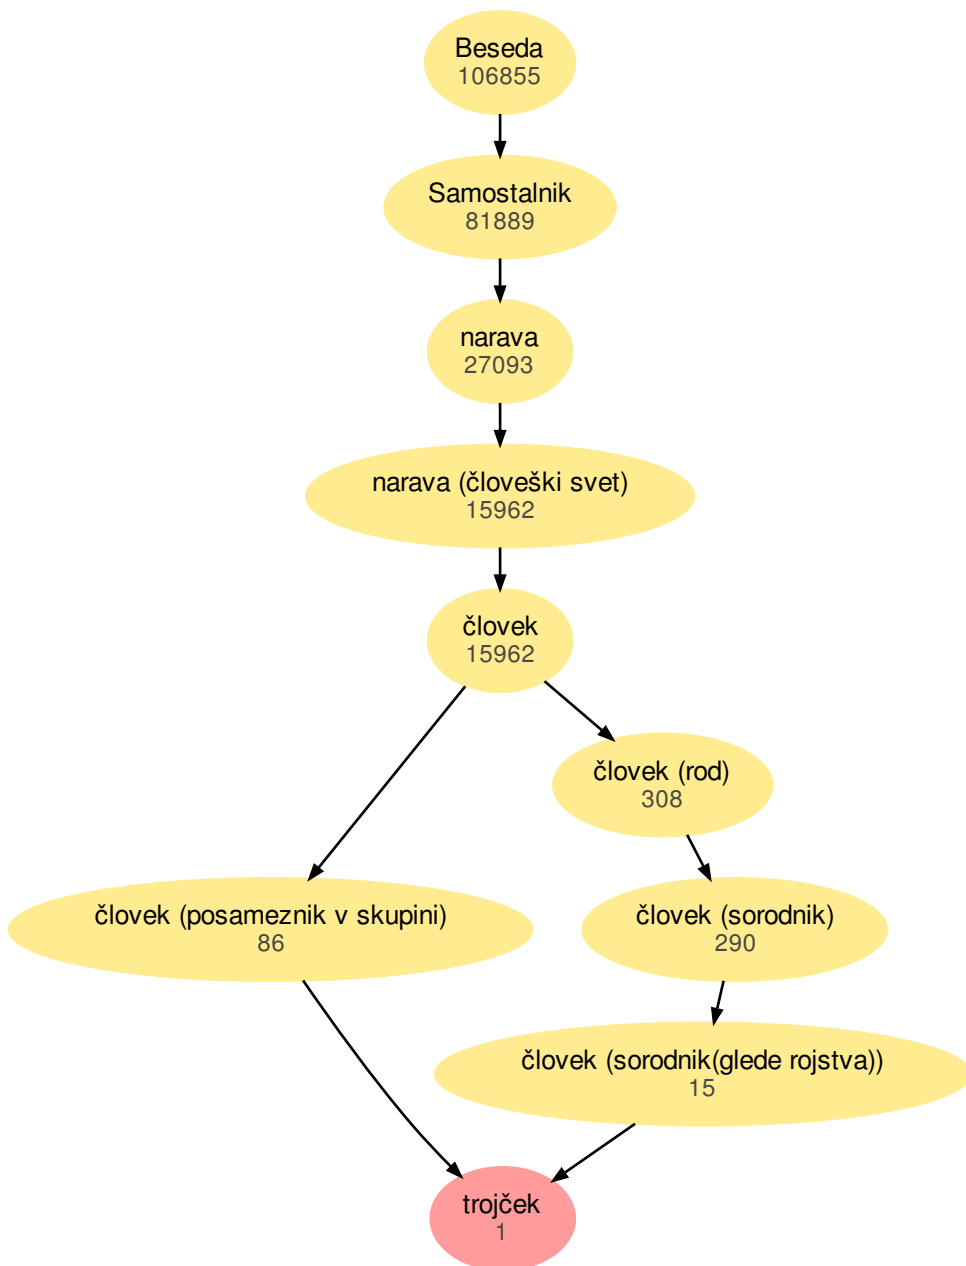 Beseda
106855
Samostalnik
81889
narava
27093
narava (človeški svet)
15962
človek
15962
človek (rod)
308
človek (posameznik v skupini)
86
človek (sorodnik)
290
človek (sorodnik(glede rojstva))
15
trojček
1